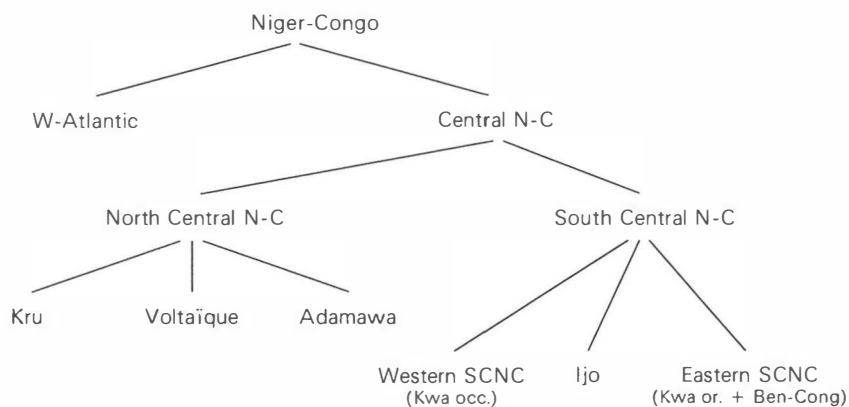 Niger-Congo
W-Atlantic Central N-C
North Central N-C South Central N-C
Kru Voltaïque Adamawa
Western SCNC Ijo Eastern SCNC
(Kwa occ.) (Kwa or. + Ben-Cong)